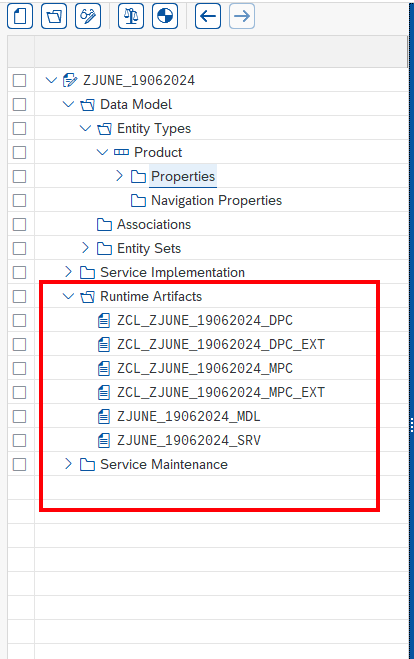 ZJUNE_19062024
Data Model
Entity Types
Product
Properties
Navigation Properties
Associations
Entity Sets
Service Implementation
Runtime Artifacts
ZCL_ZJUNE_19062024_DPC
ZCL_ZJUNE_19062024_DPC_EXT
ZCL_ZJUNE_19062024_MPC
ZCL_ZJUNE_19062024_MPC_EXT
ZJUNE_19062024_MDL
ZJUNE_19062024_SRV
Service Maintenance